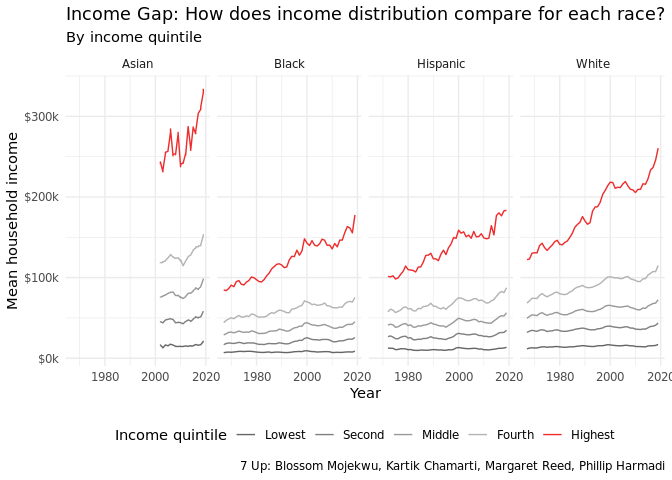 Income Gap: How does income distribution compare for each race?
By income quintile
Asian Black Hispanic White
$300k
$200k
$100k
$0k
Mean household income
1980 2000 2020 1980 2000 2020 1980 2000 2020 1980 2000 2020
Year
Income quintile Lowest Second Middle Fourth Highest
7 Up: Blossom Mojekwu, Kartik Chamarti, Margaret Reed, Phillip Harmadi